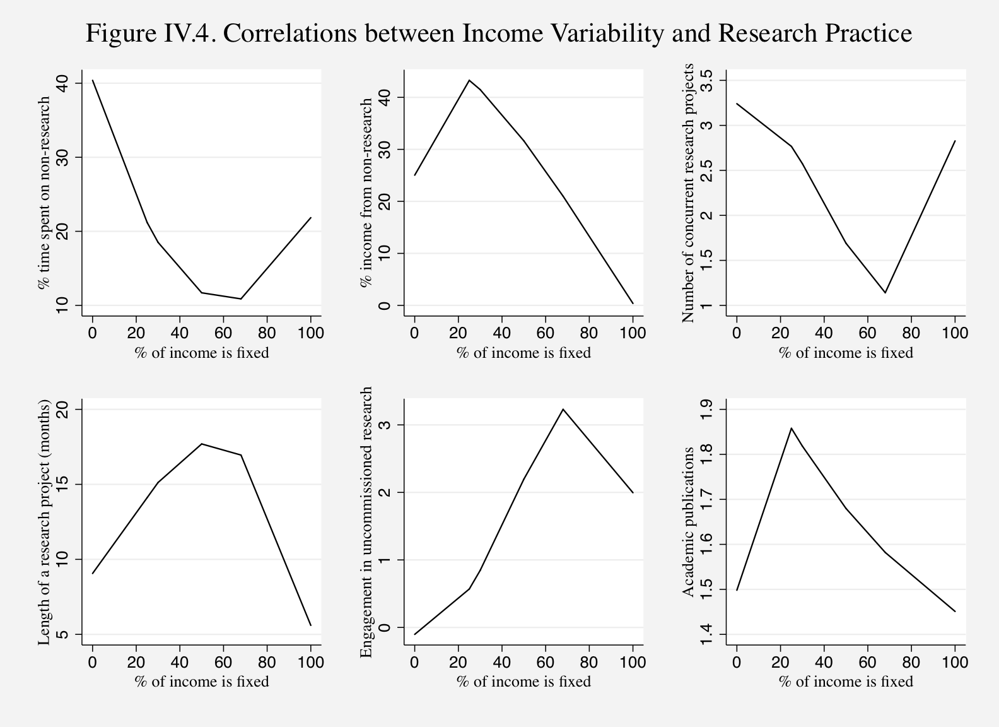 Figure IV.4. Correlations between Income Variability and Research Practice
% time spent on non-research
10 20 30 40
0 20 40 60 80 100
% of income is fixed
% income from non-research
0 10 20 30 40
0 20 40 60 80 100
% of income is fixed
Number of concurrent research projects
1 1.5 2 2.5 3 3.5
0 20 40 60 80 100
% of income is fixed
Length of a research project (months)
5 10 15 20
0 20 40 60 80 100
% of income is fixed
Engagement in uncommissioned research
0 1 2 3
0 20 40 60 80 100
% of income is fixed
Academic publications
1.4 1.5 1.6 1.7 1.8 1.9
0 20 40 60 80 100
% of income is fixed